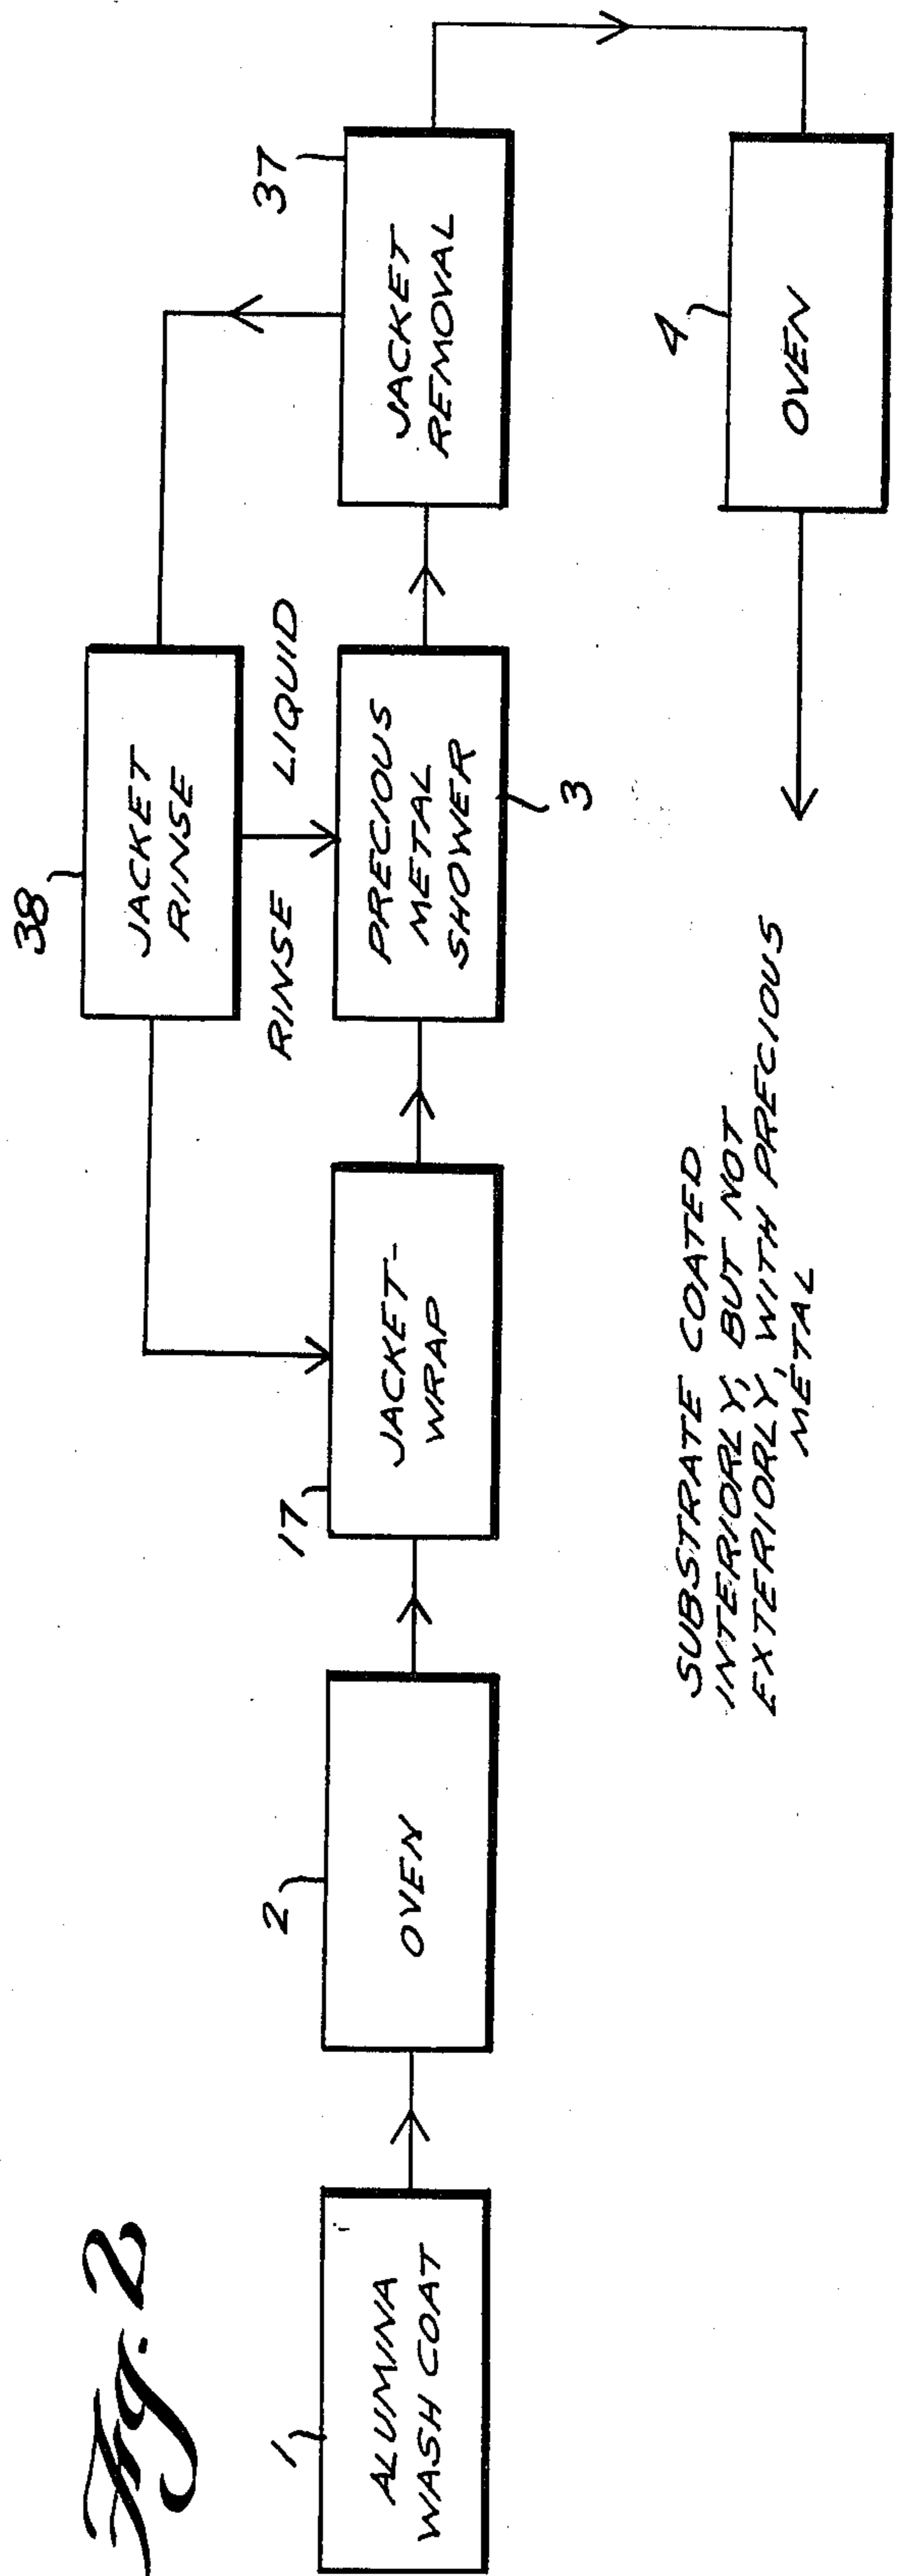 Fig. 2
1
ALUMINA
WASH COAT
2
OVEN
17
JACKET-
WRAP
38
JACKET
RINSE
RINSE LIQUID
PRECIOUS
METAL
SHOWER
3
37
JACKET
REMOVAL
4
OVEN
SUBSTRATE COATED
INTERIORLY, BUT NOT
EXTERIORLY, WITH PRECIOUS
METAL